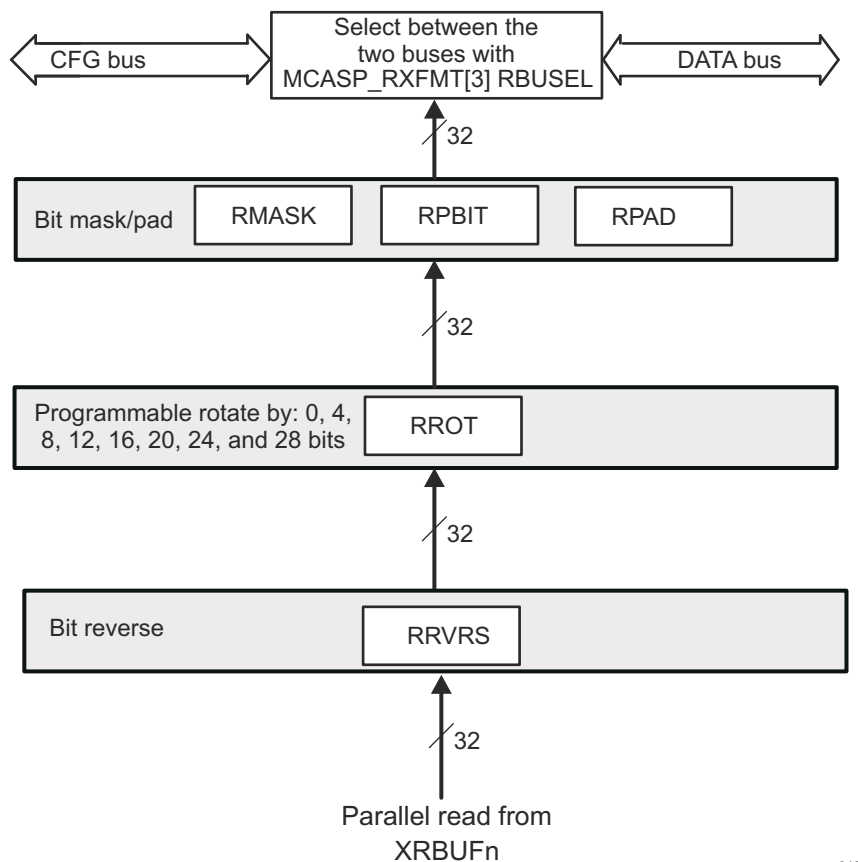 Select between the
two buses with
MCASP_RXFMT[3] RBUSEL
CFG bus
DATA bus
32
Bit mask/pad
RMASK
RPBIT
RPAD
32
Programmable rotate by: 0, 4,
8, 12, 16, 20, 24, and 28 bits
RROT
32
Bit reverse
RRVRS
32
Parallel read from
XRBUFn